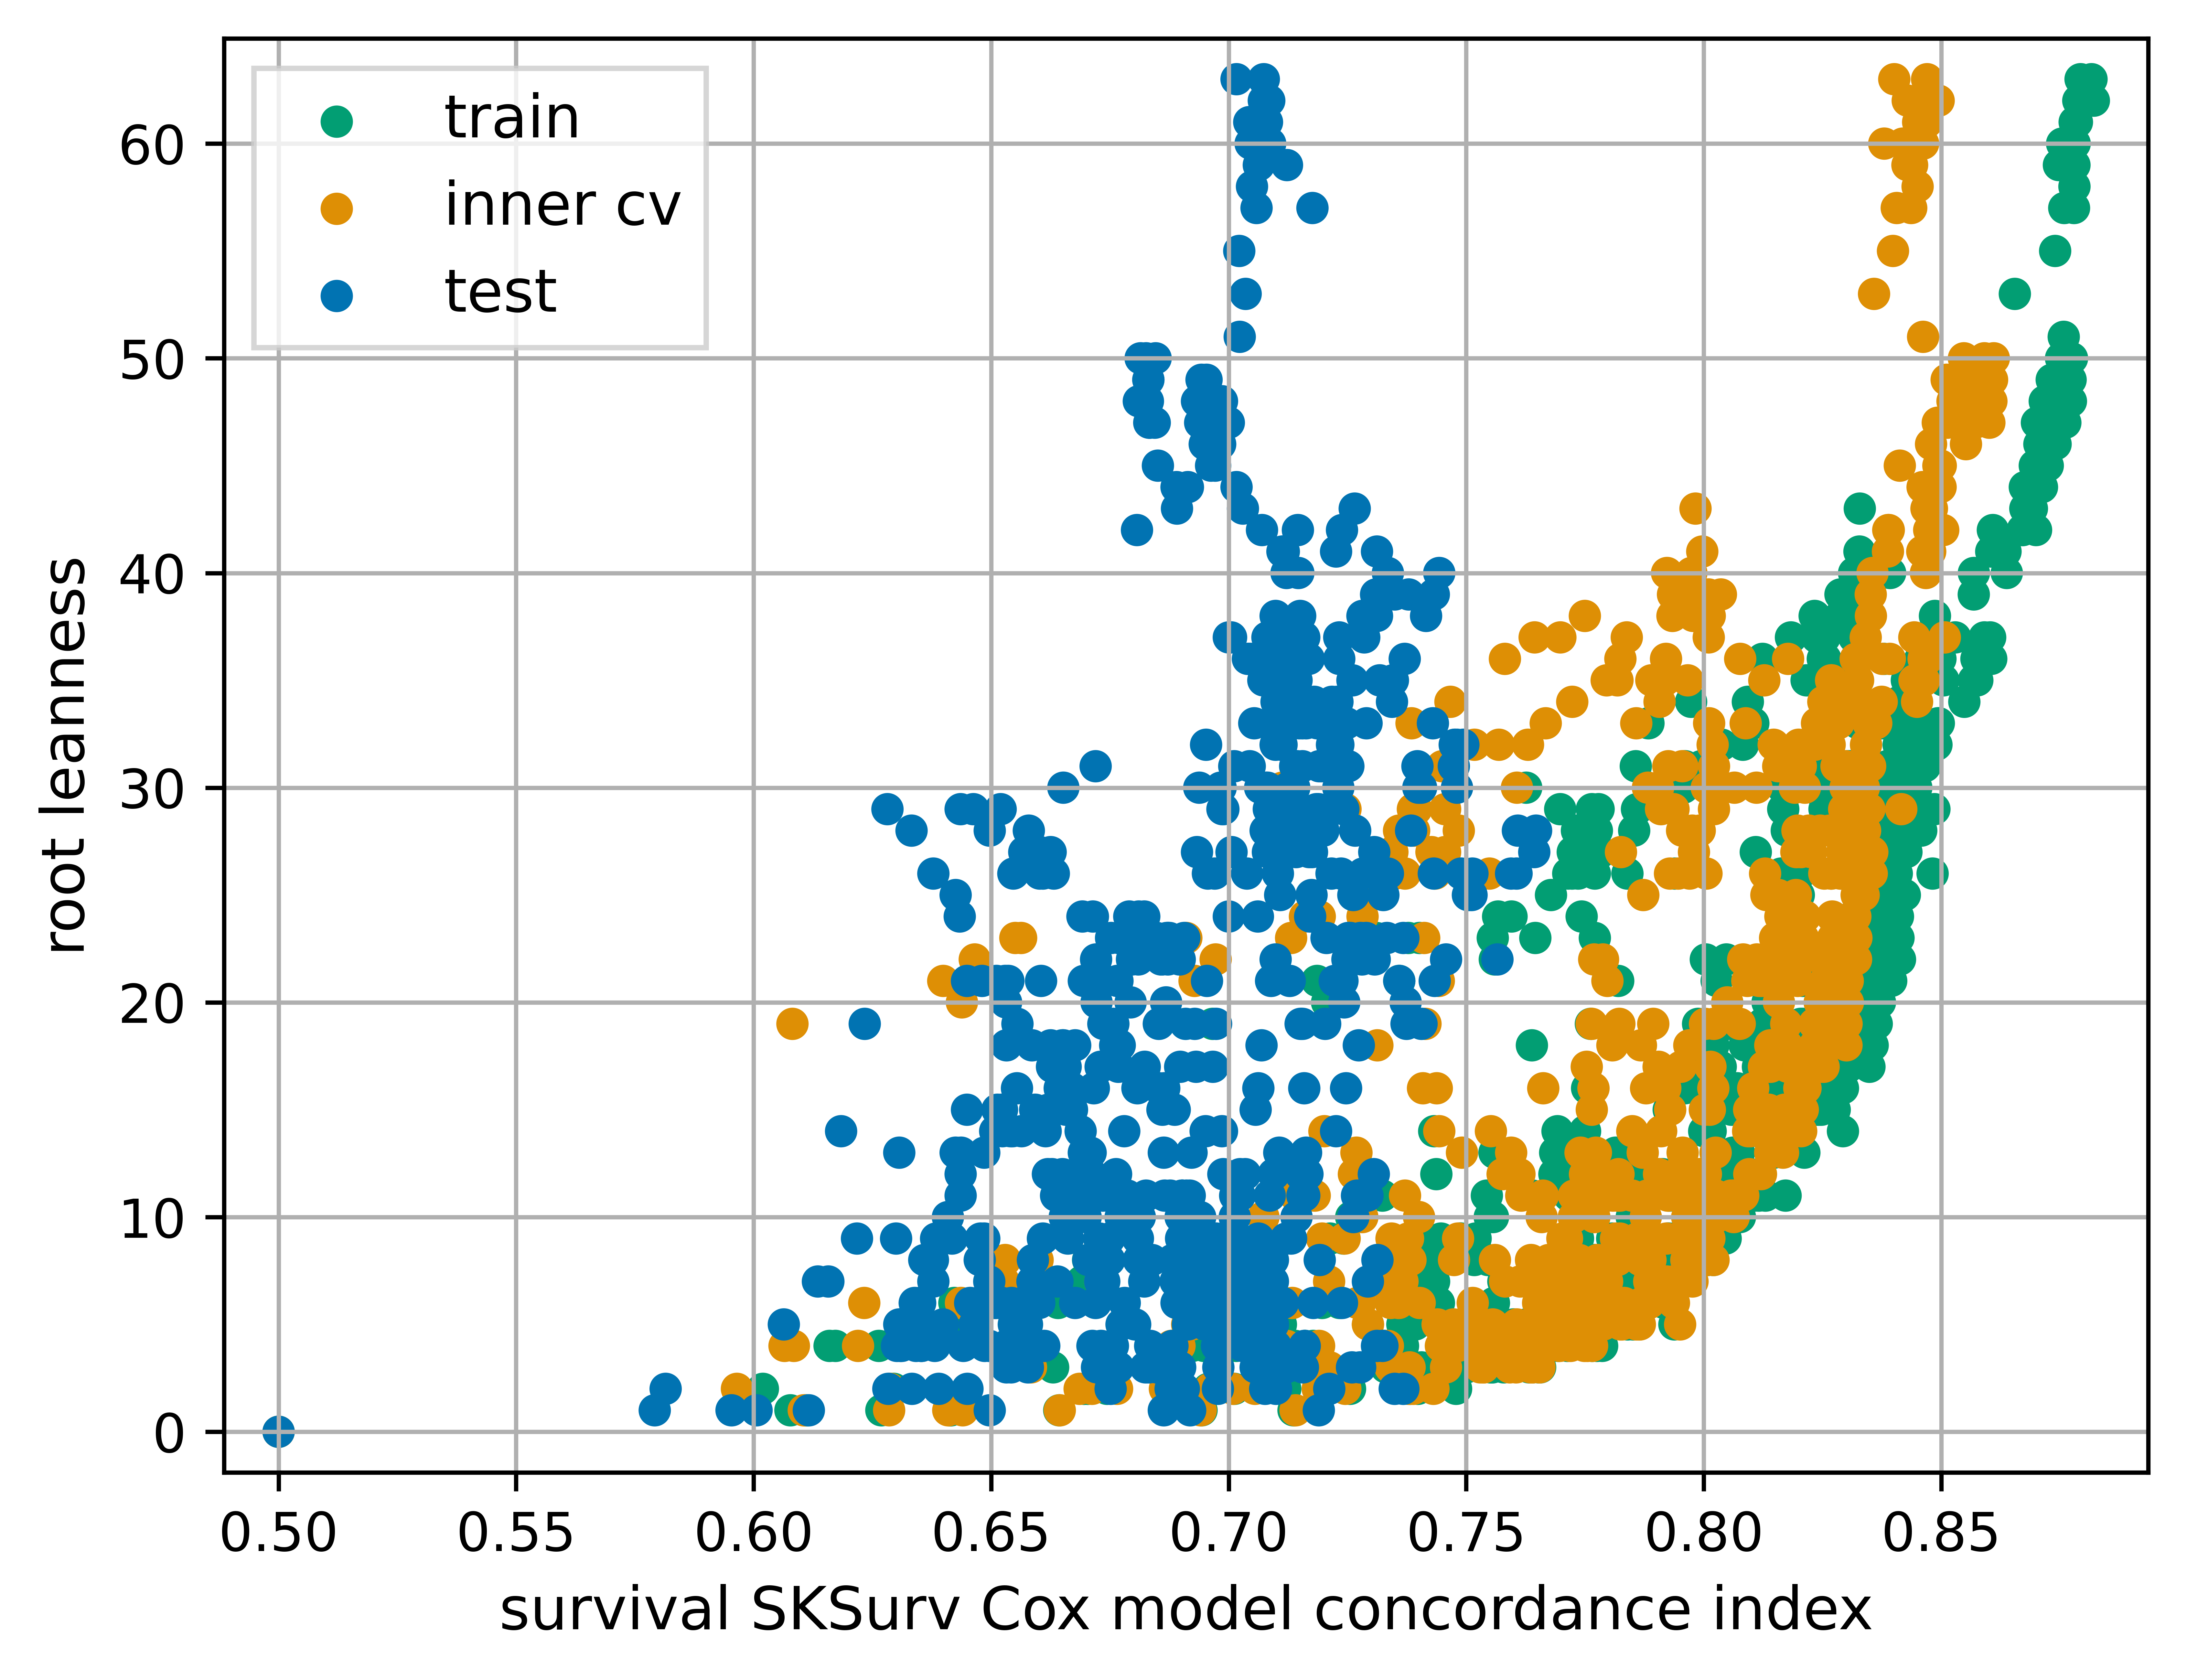 train
inner cv
test
60
50
40
30
20
10
0
root leanness
0.50 0.55 0.60 0.65 0.70 0.75 0.80 0.85
survival SKSurv Cox model concordance index